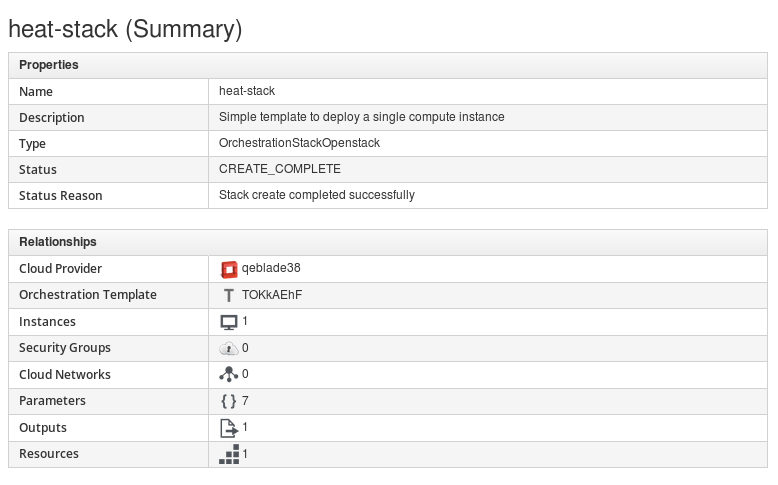 heat-stack (Summary)
Properties
Name heat-stack
Description Simple template to deploy a single compute instance
Type OrchestrationStackOpenstack
Status CREATE_COMPLETE
Status Reason Stack create completed successfully
Relationships
Cloud Provider qeblade38
Orchestration Template T TOKkAEhF
Instances 1
Security Groups 0
Cloud Networks 0
Parameters {} 7
Outputs 1
Resources 1